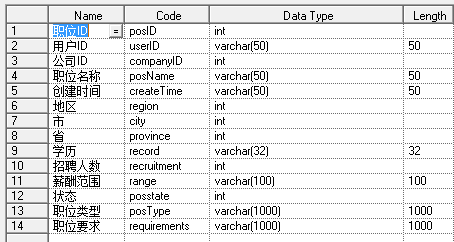 Name Code Data Type Length
1 职位ID = posID int
2 用户ID userID varchar(50) 50
3 公司ID companyID int
4 职位名称 posName varchar(50) 50
5 创建时间 createTime varchar(50) 50
6 地区 region int
7 市 city int
8 省 province int
9 学历 record varchar(32) 32
10 招聘人数 recruitment int
11 薪酬范围 range varchar(100) 100
12 状态 posstate int
13 职位类型 posType varchar(1000) 1000
14 职位要求 requirements varchar(1000) 1000